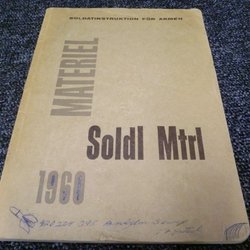 SOLDATINSTRUKTION FÖR ARMÉN
MATERIEL
SoldI Mtrl
1960